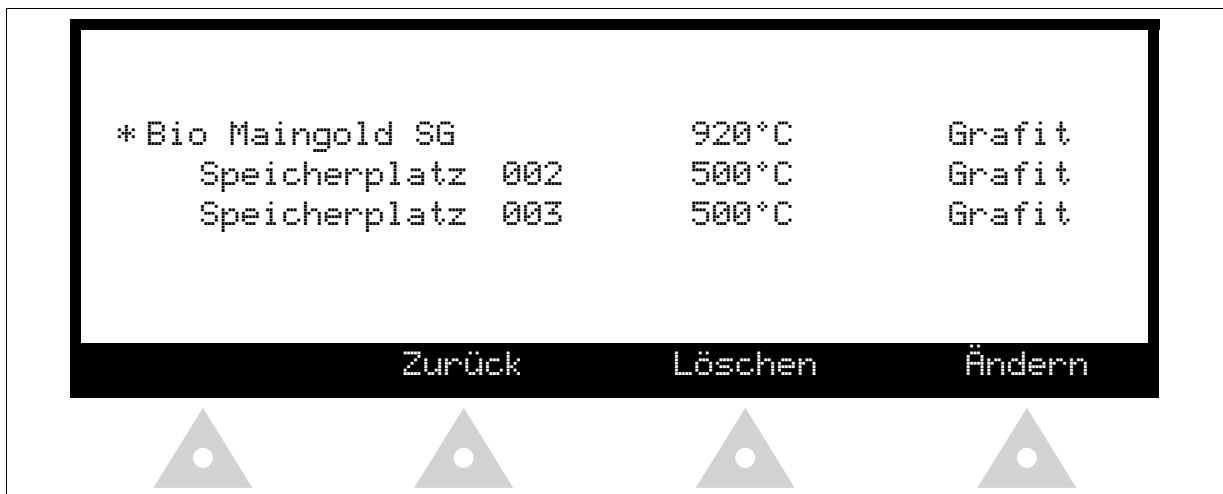 * Bio Maingold SG 920°C Grafit
Speicherplatz 002 500°C Grafit
Speicherplatz 003 500°C Grafit
Zurück Löschen Ändern